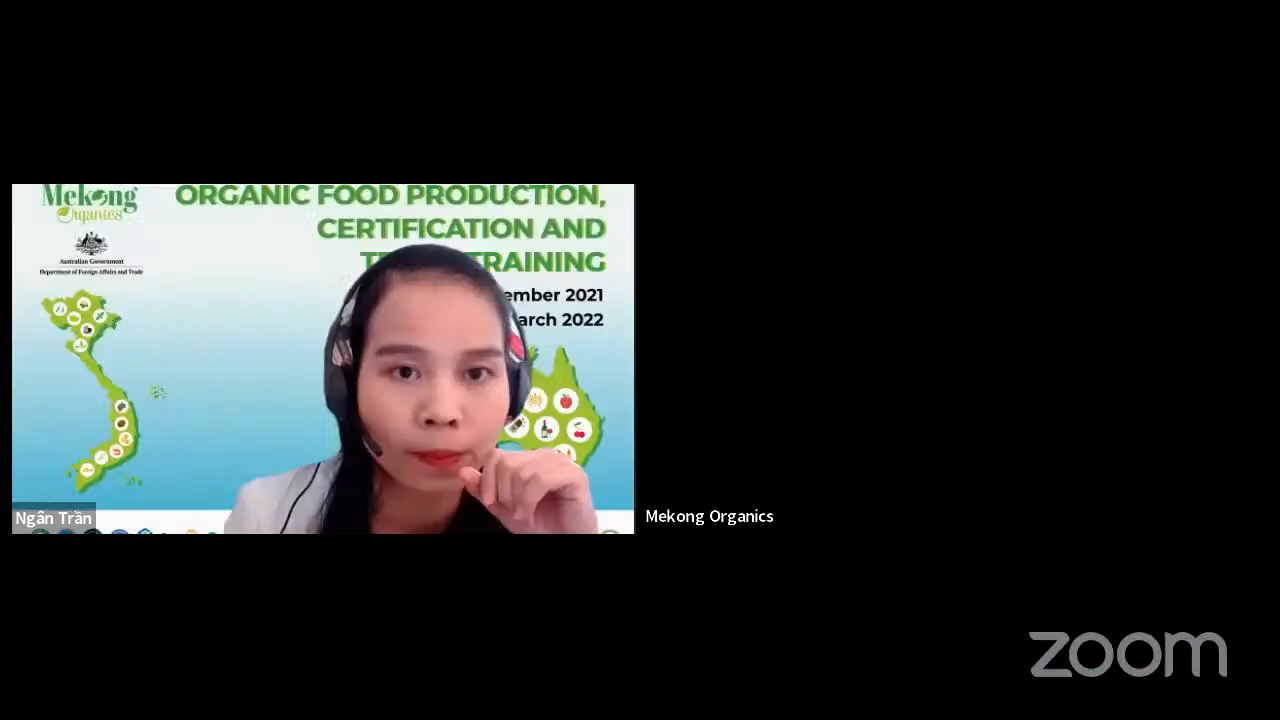 Mekong
Organics
Australian Government
Department of Foreign Affairs and Trade
ORGANIC FOOD PRODUCTION,
CERTIFICATION AND
TRAINING
ember 2021
arch 2022
Ngân Trần
Mekong Organics
zoom